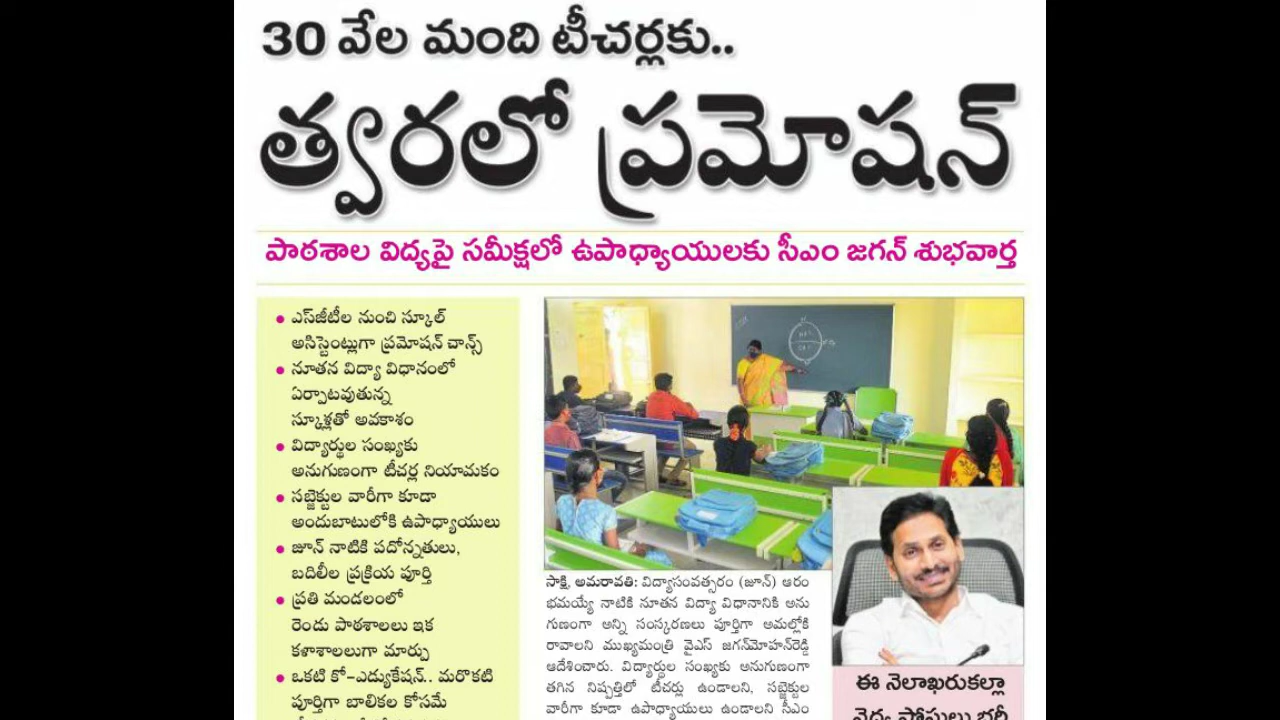 30 వేల మంది టీచర్లకు..
త్వరలో ప్రమోషన్
పాఠశాల విద్యపై సమీక్షలో ఉపాధ్యాయులకు సీఎం జగన్ శుభవార్త
• ఎస్‌జీటీల నుంచి స్కూల్
అసిస్టెంట్లుగా ప్రమోషన్ చాన్స్
• నూతన విద్యా విధానంలో
ఏర్పాటవుతున్న
స్కూళ్లతో అవకాశం
• విద్యార్థుల సంఖ్యకు
అనుగుణంగా టీచర్ల నియామకం
• సబ్జెక్టుల వారీగా కూడా
అందుబాటులోకి ఉపాధ్యాయులు
• జూన్ నాటికి పదోన్నతులు,
బదిలీల ప్రక్రియ పూర్తి
• ప్రతి మండలంలో
రెండు పాఠశాలలు ఇక
కళాశాలలుగా మార్పు
• ఒకటి కో–ఎడ్యుకేషన్.. మరొకటి
పూర్తిగా బాలికల కోసమే
సాక్షి, అమరావతి: విద్యాసంవత్సరం (జూన్) ఆరం
భమయ్యే నాటికి నూతన విద్యా విధానానికి అను
గుణంగా అన్ని సంస్కరణలు పూర్తిగా అమల్లోకి
రావాలని ముఖ్యమంత్రి వైఎస్ జగన్‌మోహన్‌రెడ్డి
ఆదేశించారు. విద్యార్థుల సంఖ్యకు అనుగుణంగా
తగిన నిష్పత్తిలో టీచర్లు ఉండాలని, సబ్జెక్టుల
వారీగా కూడా ఉపాధ్యాయులు ఉండాలని సీఎం
ఈ నెలాఖరుకల్లా
వైద్య పోస్టులు భర్తీ